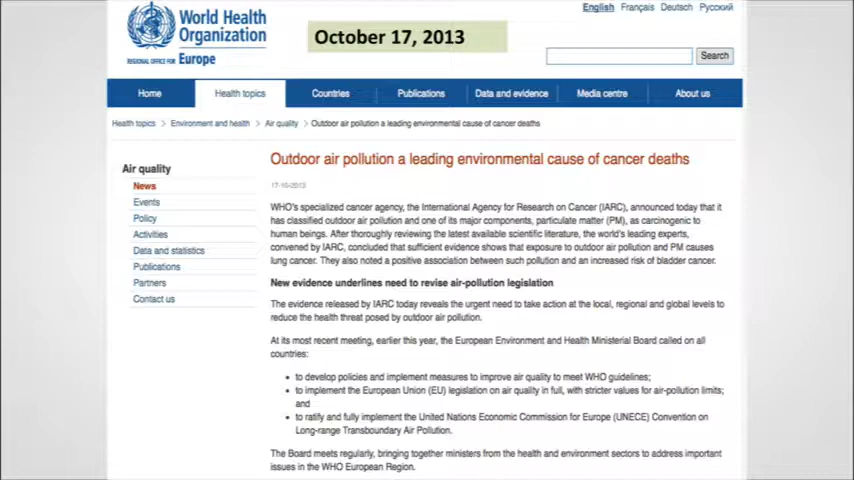 World Health
Organization
REGIONAL OFFICE FOR Europe
October 17, 2013
English Français Deutsch Русский
Search
Home Health topics Countries Publications Data and evidence Media centre About us
Health topics > Environment and health > Air quality > Outdoor air pollution a leading environmental cause of cancer deaths
Air quality
News
Events
Policy
Activities
Data and statistics
Publications
Partners
Contact us
Outdoor air pollution a leading environmental cause of cancer deaths
17-10-2013
WHO's specialized cancer agency, the International Agency for Research on Cancer (IARC), announced today that it
has classified outdoor air pollution and one of its major components, particulate matter (PM), as carcinogenic to
human beings. After thoroughly reviewing the latest available scientific literature, the world's leading experts,
convened by IARC, concluded that sufficient evidence shows that exposure to outdoor air pollution and PM causes
lung cancer. They also noted a positive association between such pollution and an increased risk of bladder cancer.
New evidence underlines need to revise air-pollution legislation
The evidence released by IARC today reveals the urgent need to take action at the local, regional and global levels to
reduce the health threat posed by outdoor air pollution.
At its most recent meeting, earlier this year, the European Environment and Health Ministerial Board called on all
countries:
• to develop policies and implement measures to improve air quality to meet WHO guidelines;
• to implement the European Union (EU) legislation on air quality in full, with stricter values for air-pollution limits;
and
• to ratify and fully implement the United Nations Economic Commission for Europe (UNECE) Convention on
Long-range Transboundary Air Pollution.
The Board meets regularly, bringing together ministers from the health and environment sectors to address important
issues in the WHO European Region.